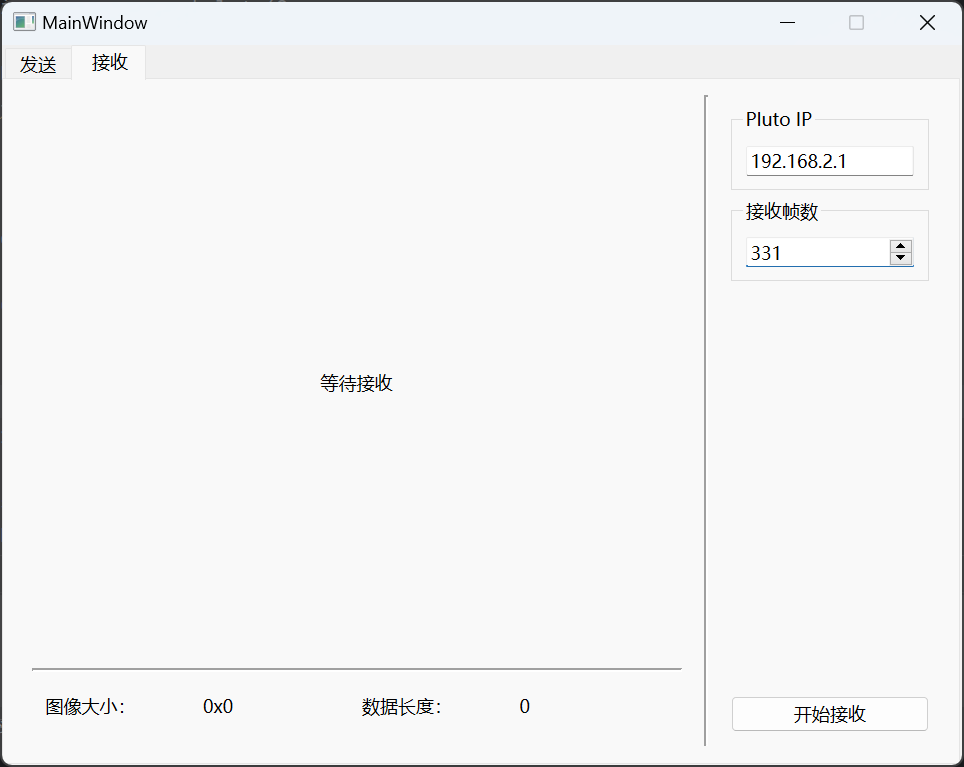 MainWindow
发送
接收
Pluto IP
192.168.2.1
接收帧数
331
等待接收
图像大小：
0x0
数据长度：
0
开始接收